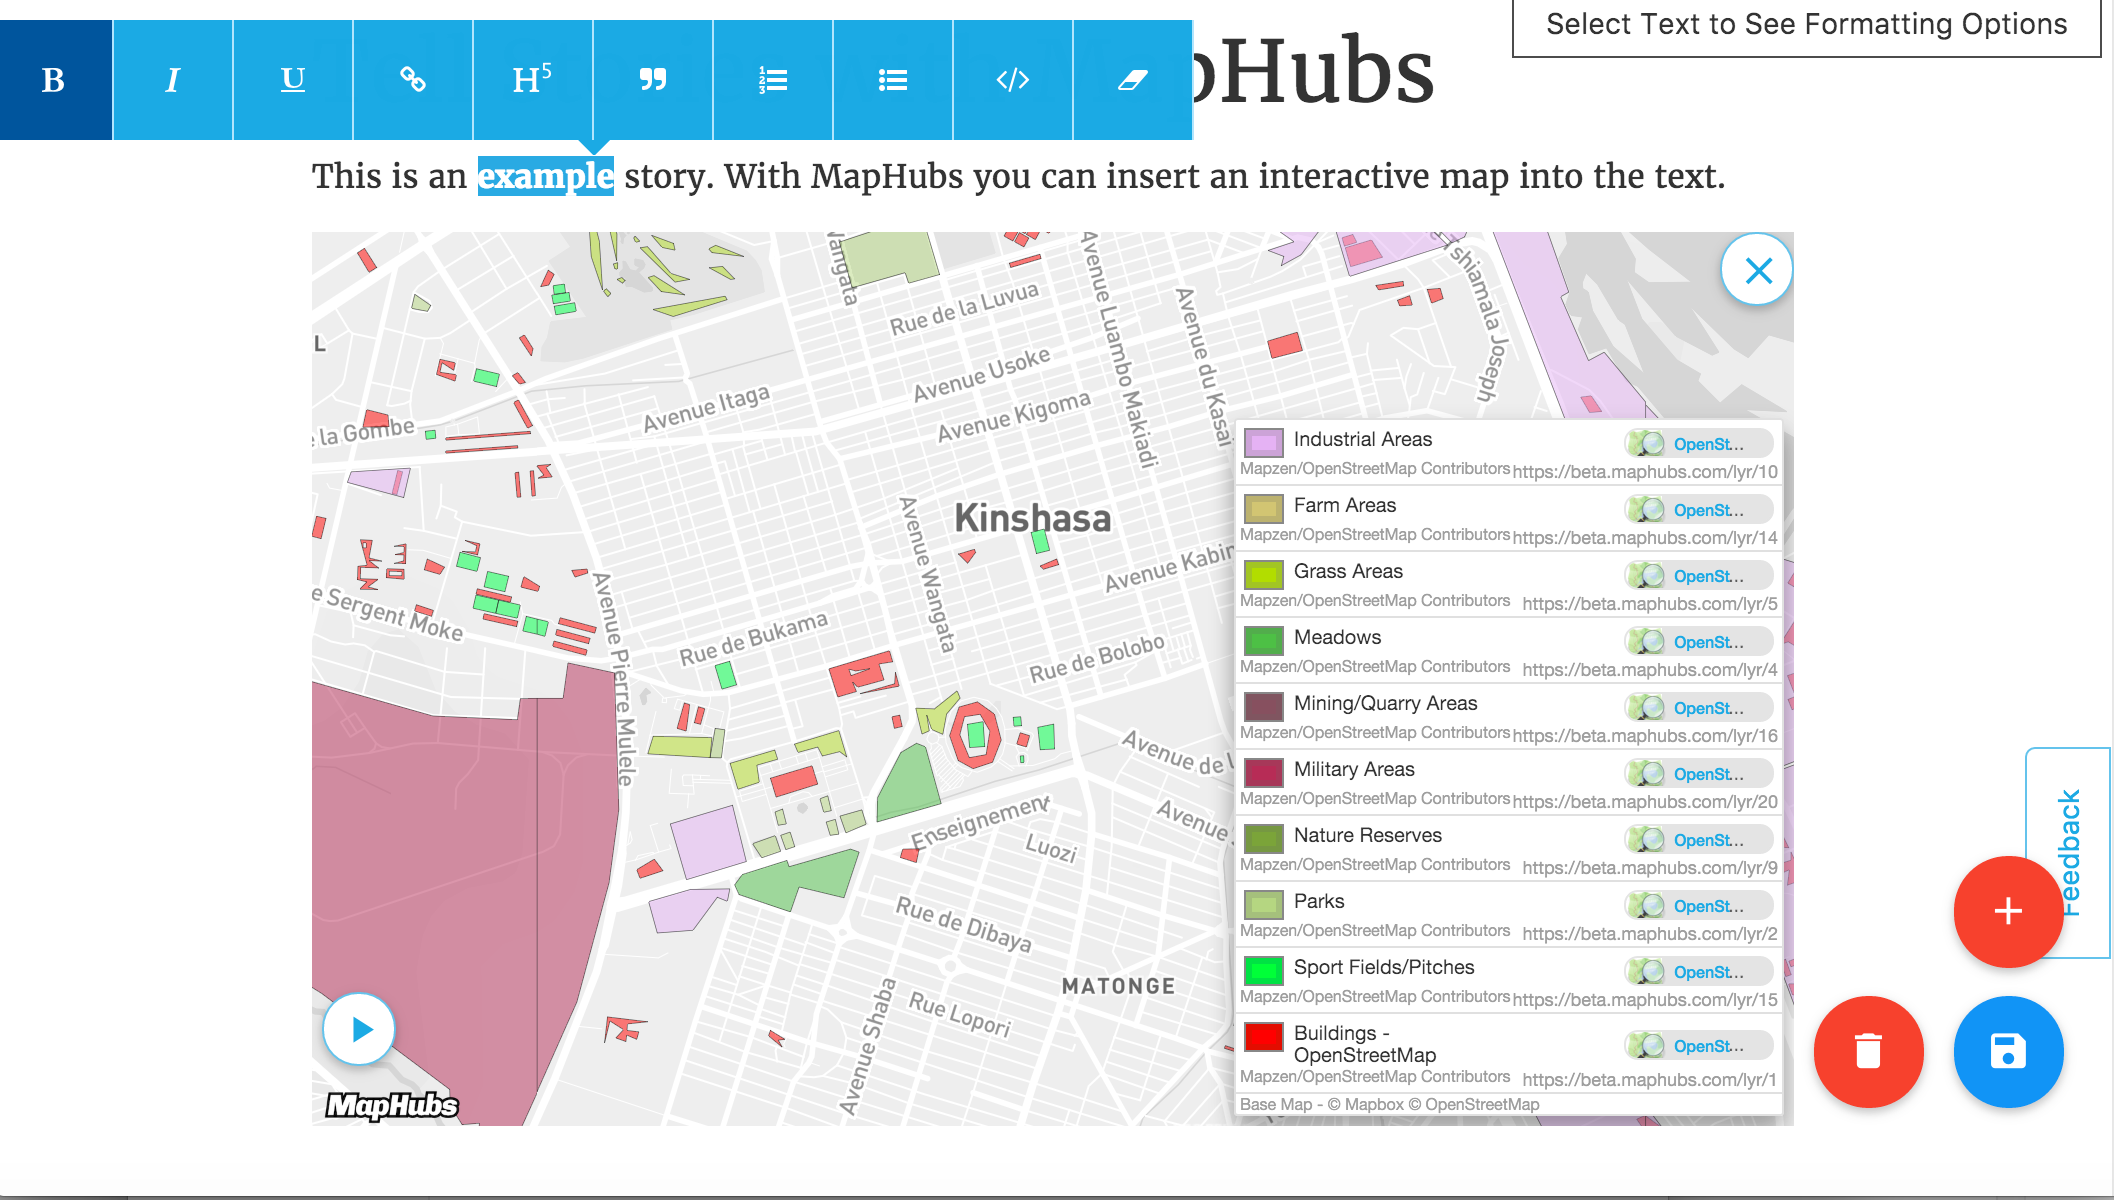 Select Text to See Formatting Options
B I U H5
pHubs
This is an example story. With MapHubs you can insert an interactive map into the text.
Wangata
Rue de la Luvua
Avenue Luambo Makiadi
Avenue du Kasai
Tshiamala Joseph
L
Avenue Usoke
Avenue Itaga
Avenue Kigoma
la Gombe
Kinshasa
Avenue Wangata
Avenue Kabin
e Sergent Moke
Avenue Pierre Mulele
Rue de Bukama
Rue de Bolobo
Avenue de
Avenue
Enseignement
Luozi
Rue de Dibaya
MATONGE
Avenue Shaba
Rue Lopori
MapHubs
Industrial Areas OpenSt...
Mapzen/OpenStreetMap Contributors https://beta.maphubs.com/lyr/10
Farm Areas OpenSt...
Mapzen/OpenStreetMap Contributors https://beta.maphubs.com/lyr/14
Grass Areas OpenSt...
Mapzen/OpenStreetMap Contributors https://beta.maphubs.com/lyr/5
Meadows OpenSt...
Mapzen/OpenStreetMap Contributors https://beta.maphubs.com/lyr/4
Mining/Quarry Areas OpenSt...
Mapzen/OpenStreetMap Contributors https://beta.maphubs.com/lyr/16
Military Areas OpenSt...
Mapzen/OpenStreetMap Contributors https://beta.maphubs.com/lyr/20
Nature Reserves OpenSt...
Mapzen/OpenStreetMap Contributors https://beta.maphubs.com/lyr/9
Parks OpenSt...
Mapzen/OpenStreetMap Contributors https://beta.maphubs.com/lyr/2
Sport Fields/Pitches OpenSt...
Mapzen/OpenStreetMap Contributors https://beta.maphubs.com/lyr/15
Buildings -
OpenStreetMap OpenSt...
Mapzen/OpenStreetMap Contributors https://beta.maphubs.com/lyr/1
Base Map - © Mapbox © OpenStreetMap
Feedback